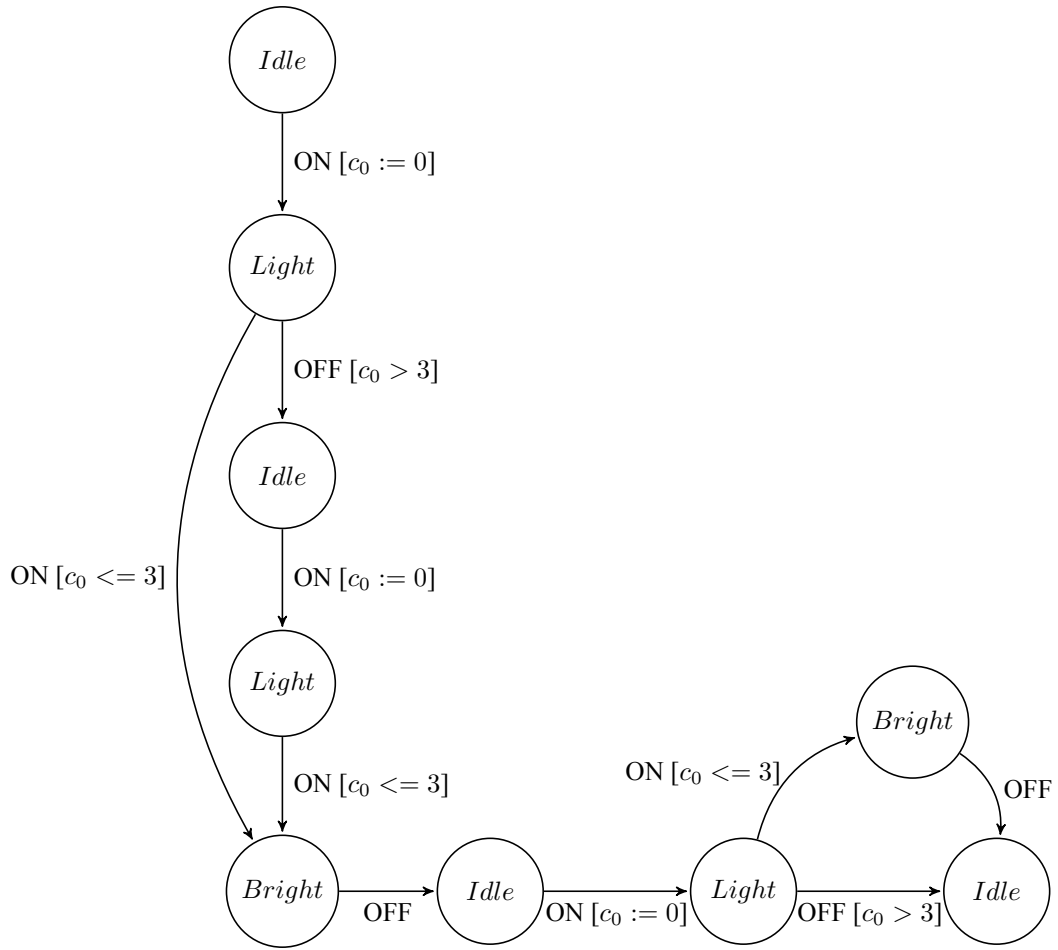 Idle
ON [c₀ := 0]
Light
OFF [c₀ > 3]
Idle
ON [c₀ <= 3]
ON [c₀ := 0]
Light
ON [c₀ <= 3]
Bright
OFF
Idle
ON [c₀ := 0]
Light
ON [c₀ <= 3]
Bright
OFF
OFF [c₀ > 3]
Idle